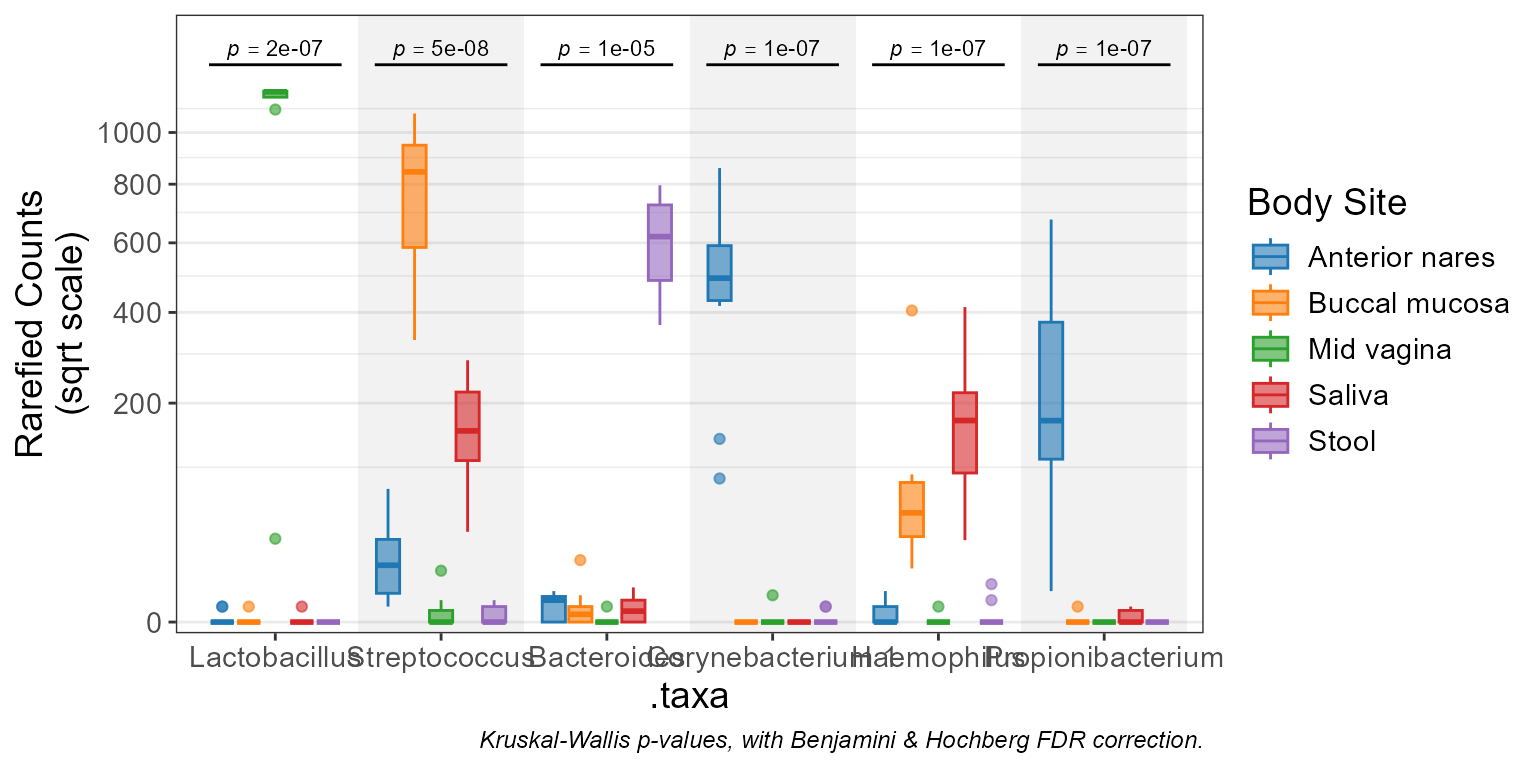 p = 2e-07
p = 5e-08
p = 1e-05
p = 1e-07
p = 1e-07
p = 1e-07
1000
800
600
400
200
0
Rarefied Counts
(sqrt scale)
Lactobacillus
Streptococcus
Bacteroides
Corynebacterium 1
Haemophilus
Propionibacterium
.taxa
Kruskal-Wallis p-values, with Benjamini & Hochberg FDR correction.
Body Site
Anterior nares
Buccal mucosa
Mid vagina
Saliva
Stool